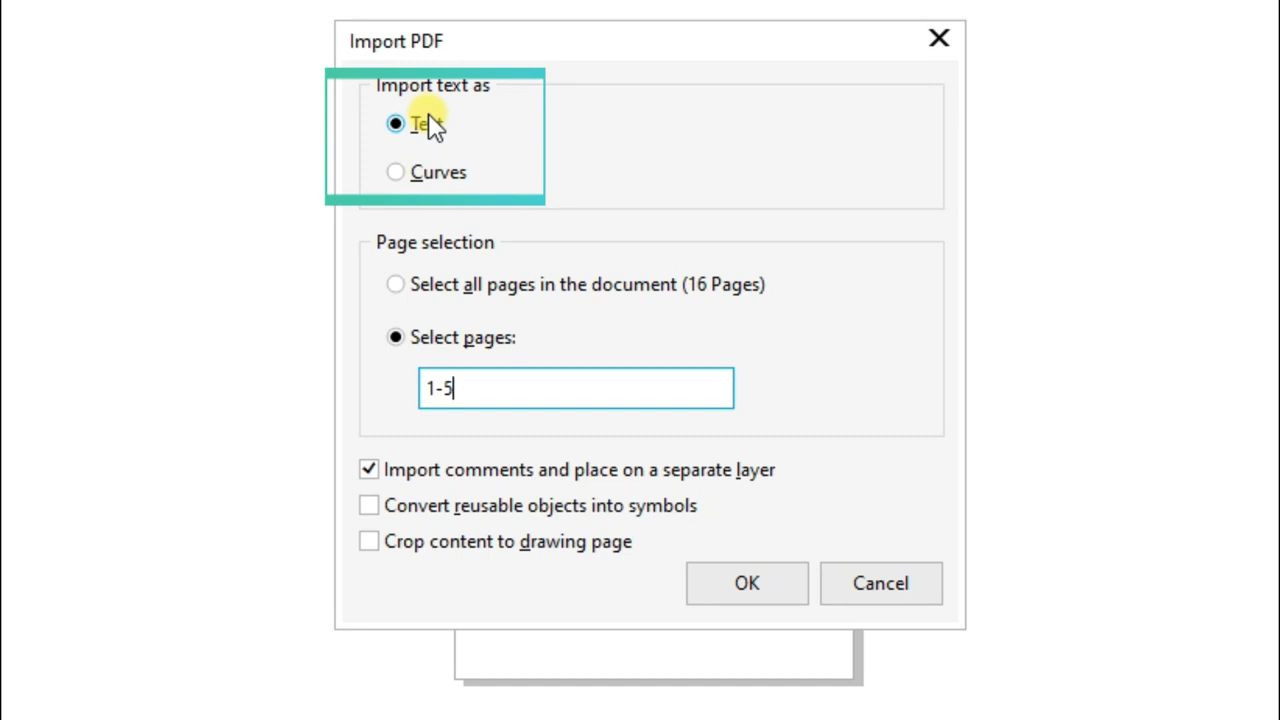 Import PDF
Import text as
Text
Curves
Page selection
Select all pages in the document (16 Pages)
Select pages:
1-5
Import comments and place on a separate layer
Convert reusable objects into symbols
Crop content to drawing page
OK
Cancel